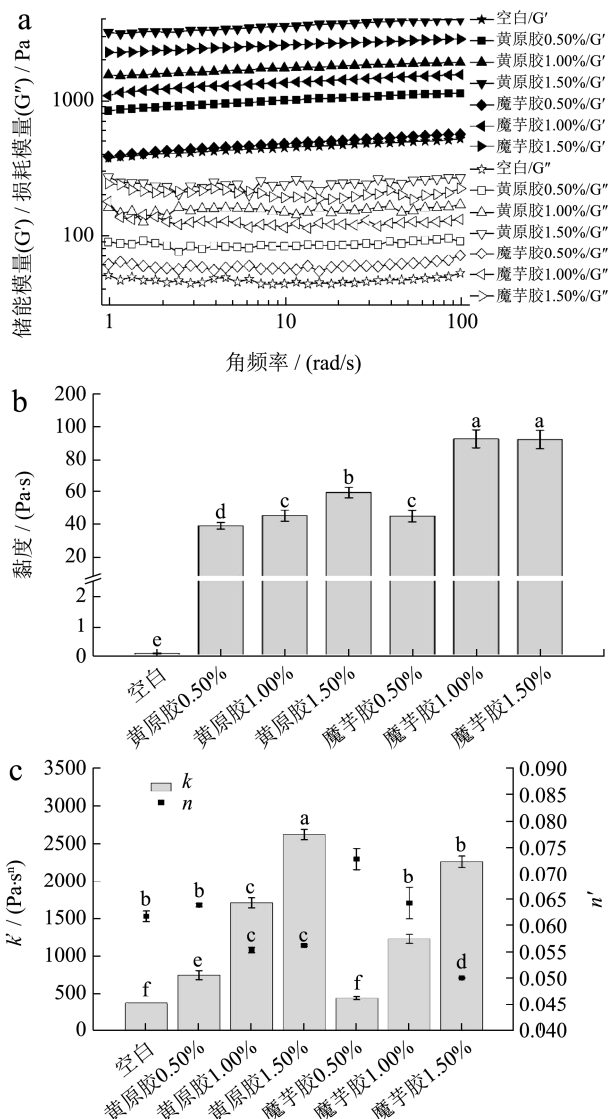 a
储能模量(G′) / 损耗模量(G″) / Pa
1000
100
1
10
100
角频率 / (rad/s)
空白/G′
黄原胶0.50%/G′
黄原胶1.00%/G′
黄原胶1.50%/G′
魔芋胶0.50%/G′
魔芋胶1.00%/G′
魔芋胶1.50%/G′
空白/G″
黄原胶0.50%/G″
黄原胶1.00%/G″
黄原胶1.50%/G″
魔芋胶0.50%/G″
魔芋胶1.00%/G″
魔芋胶1.50%/G″
b
黏度 / (Pa·s)
200
100
80
60
40
20
2
1
0
e
d
c
b
c
a
a
空白
黄原胶0.50%
黄原胶1.00%
黄原胶1.50%
魔芋胶0.50%
魔芋胶1.00%
魔芋胶1.50%
c
k′ / (Pa·sⁿ)
3500
3000
2500
2000
1500
1000
500
0
k
n
b
b
c
a
a
b
b
f
e
c
c
f
c
d
0.090
0.085
0.080
0.075
0.070
0.065
0.060
0.055
0.050
0.045
0.040
n′
空白
黄原胶0.50%
黄原胶1.00%
黄原胶1.50%
魔芋胶0.50%
魔芋胶1.00%
魔芋胶1.50%